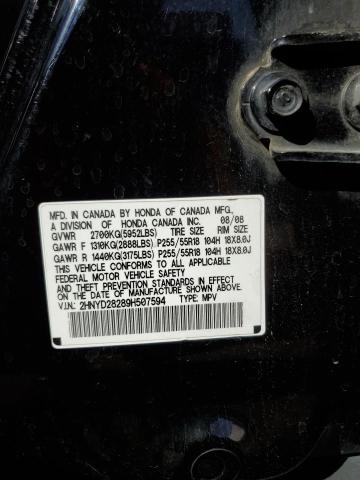 MFD. IN CANADA BY HONDA OF CANADA MFG.,
A DIVISION OF HONDA CANADA INC. 08/08
GVWR 2700KG(5952LBS) TIRE SIZE RIM SIZE
GAWR F 1310KG(2888LBS) P255/55R18 104H 18X8.0J
GAWR R 1440KG(3175LBS) P255/55R18 104H 18X8.0J
THIS VEHICLE CONFORMS TO ALL APPLICABLE
FEDERAL MOTOR VEHICLE SAFETY
AND THEFT PREVENTION STANDARDS IN EFFECT
ON THE DATE OF MANUFACTURE SHOWN ABOVE.
V.I.N.: 2HNYD28289H507594 TYPE: MPV